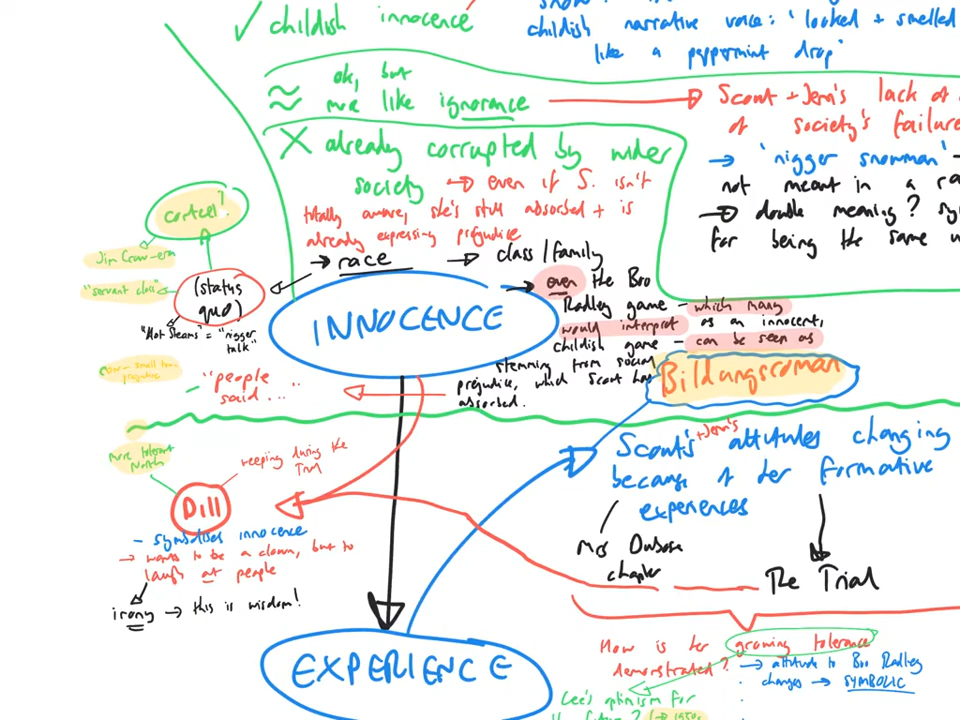 ✓ childish innocence
childish narrative voice: 'looked + smelled
like a peppermint drop'
ok, but
≈ more like ignorance
Scout + Jem's lack of
of society's failure
X already corrupted by wider
society → even if S. isn't
totally aware, she's still absorbed + is
already expressing prejudice
→ 'nigger snowman' →
not meant in a
→ double meaning?
for being the same
context?
Jim Crow-era
"servant class"
(status
quo)
"Hot Steams" = "nigger
talk"
→ race
→ class/family
→ even the Boo
Radley game - which many
would interpret as an innocent,
childish game - can be seen as
stemming from social
prejudice, which Scout has
absorbed.
INNOCENCE
- small town
prejudice
- "people
said...
Bildungsroman
Scout's + Jem's attitudes changing
because of her formative
experiences
more tolerant
North
weeping during the
Trial
Dill
- symbolises innocence
→ wants to be a clown, but to
laugh at people
irony → this is wisdom!
Mrs Dubose
chapter
The Trial
EXPERIENCE
How is her growing tolerance
demonstrated?
→ attitude to Boo Radley
changes → SYMBOLIC
Lee's optimism for